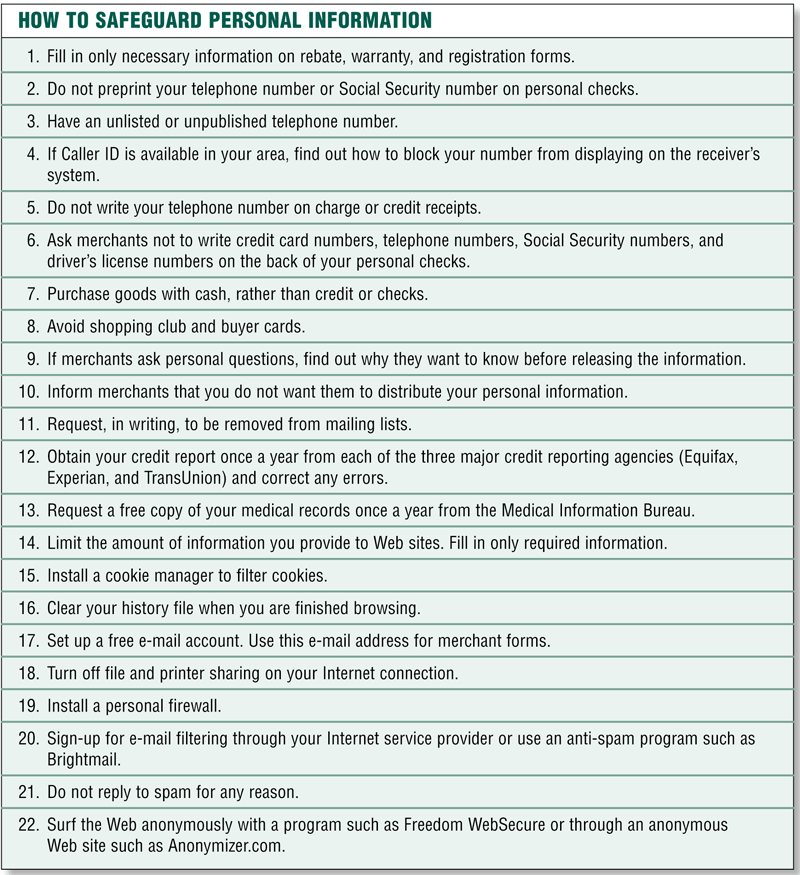 HOW TO SAFEGUARD PERSONAL INFORMATION
1. Fill in only necessary information on rebate, warranty, and registration forms.
2. Do not preprint your telephone number or Social Security number on personal checks.
3. Have an unlisted or unpublished telephone number.
4. If Caller ID is available in your area, find out how to block your number from displaying on the receiver's
system.
5. Do not write your telephone number on charge or credit receipts.
6. Ask merchants not to write credit card numbers, telephone numbers, Social Security numbers, and
driver's license numbers on the back of your personal checks.
7. Purchase goods with cash, rather than credit or checks.
8. Avoid shopping club and buyer cards.
9. If merchants ask personal questions, find out why they want to know before releasing the information.
10. Inform merchants that you do not want them to distribute your personal information.
11. Request, in writing, to be removed from mailing lists.
12. Obtain your credit report once a year from each of the three major credit reporting agencies (Equifax,
Experian, and TransUnion) and correct any errors.
13. Request a free copy of your medical records once a year from the Medical Information Bureau.
14. Limit the amount of information you provide to Web sites. Fill in only required information.
15. Install a cookie manager to filter cookies.
16. Clear your history file when you are finished browsing.
17. Set up a free e-mail account. Use this e-mail address for merchant forms.
18. Turn off file and printer sharing on your Internet connection.
19. Install a personal firewall.
20. Sign-up for e-mail filtering through your Internet service provider or use an anti-spam program such as
Brightmail.
21. Do not reply to spam for any reason.
22. Surf the Web anonymously with a program such as Freedom WebSecure or through an anonymous
Web site such as Anonymizer.com.